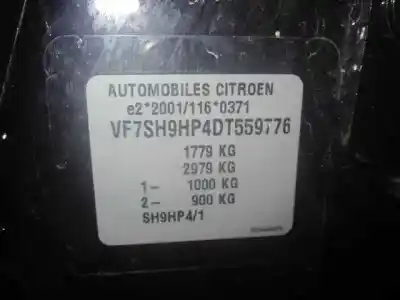 AUTOMOBILES CITROEN
e2*2001/116*0371
VF7SH9HP4DT559776
1779 KG
2979 KG
1- 1000 KG
2- 900 KG
SH9HP4/1